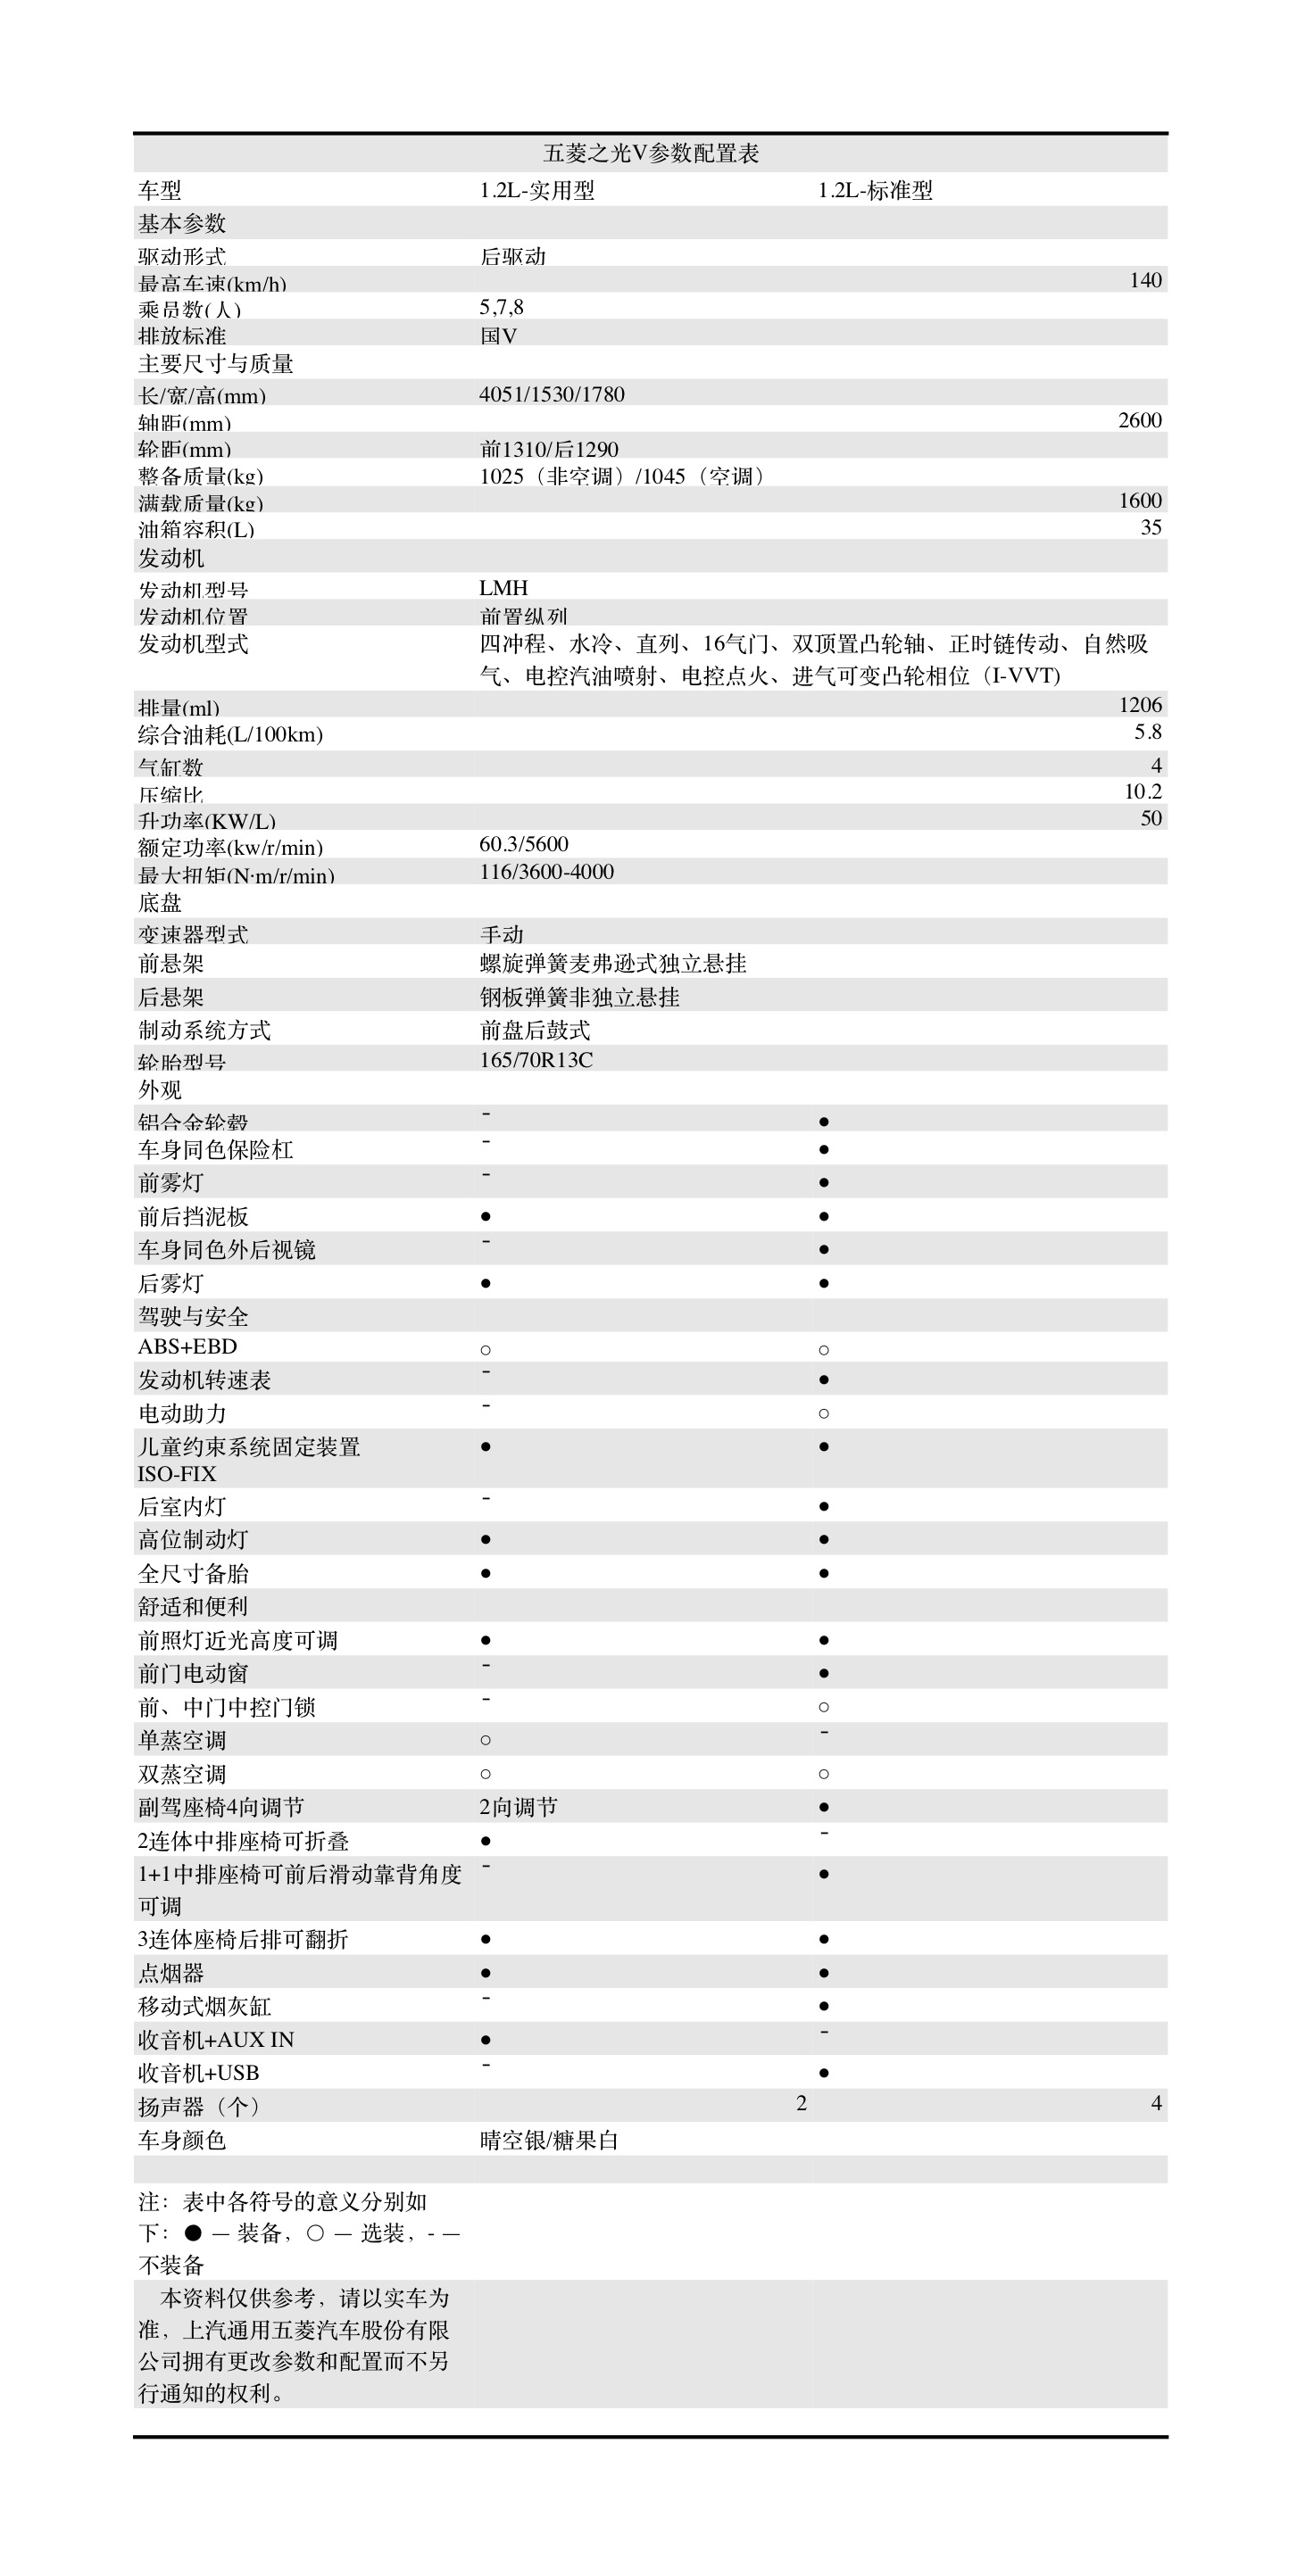 五菱之光V参数配置表
车型 1.2L-实用型 1.2L-标准型
基本参数
驱动形式 后驱动
最高车速(km/h) 140
乘员数(人) 5,7,8
排放标准 国V
主要尺寸与质量
长/宽/高(mm) 4051/1530/1780
轴距(mm) 2600
轮距(mm) 前1310/后1290
整备质量(kg) 1025（非空调）/1045（空调）
满载质量(kg) 1600
油箱容积(L) 35
发动机
发动机型号 LMH
发动机位置 前置纵列
发动机型式 四冲程、水冷、直列、16气门、双顶置凸轮轴、正时链传动、自然吸
气、电控汽油喷射、电控点火、进气可变凸轮相位（I-VVT)
排量(ml) 1206
综合油耗(L/100km) 5.8
气缸数 4
压缩比 10.2
升功率(KW/L) 50
额定功率(kw/r/min) 60.3/5600
最大扭矩(N·m/r/min) 116/3600-4000
底盘
变速器型式 手动
前悬架 螺旋弹簧麦弗逊式独立悬挂
后悬架 钢板弹簧非独立悬挂
制动系统方式 前盘后鼓式
轮胎型号 165/70R13C
外观
铝合金轮毂 - ●
车身同色保险杠 - ●
前雾灯 - ●
前后挡泥板 ● ●
车身同色外后视镜 - ●
后雾灯 ● ●
驾驶与安全
ABS+EBD ○ ○
发动机转速表 - ●
电动助力 - ○
儿童约束系统固定装置 ● ●
ISO-FIX
后室内灯 - ●
高位制动灯 ● ●
全尺寸备胎 ● ●
舒适和便利
前照灯近光高度可调 ● ●
前门电动窗 - ●
前、中门中控门锁 - ○
单蒸空调 ○ -
双蒸空调 ○ ○
副驾座椅4向调节 2向调节 ●
2连体中排座椅可折叠 ● -
1+1中排座椅可前后滑动靠背角度 - ●
可调
3连体座椅后排可翻折 ● ●
点烟器 ● ●
移动式烟灰缸 - ●
收音机+AUX IN ● -
收音机+USB - ●
扬声器（个） 2 4
车身颜色 晴空银/糖果白
注：表中各符号的意义分别如
下：● — 装备，○ — 选装，- —
不装备
本资料仅供参考，请以实车为
准，上汽通用五菱汽车股份有限
公司拥有更改参数和配置而不另
行通知的权利。